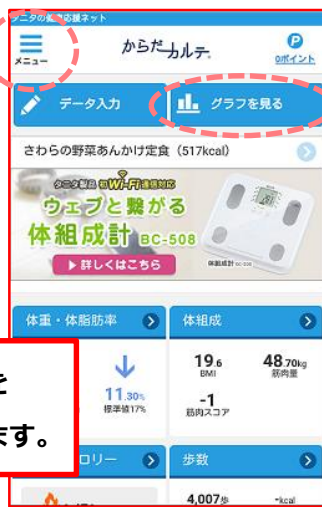 タニタの健康応援ネット
メニュー
からだカルテ
P
0ポイント
データ入力
グラフを見る
さわらの野菜あんかけ定食（517kcal）
タニタ製品 初Wi-Fi通信対応
ウェブと繋がる
体組成計 BC-508
▶詳しくはこちら
体組成計 BC-508
体重・体脂肪率
体組成
19.6
BMI
48.70kg
筋肉量
11.30%
標準値17%
-1
筋肉スコア
を
ます。
ロリー
歩数
4,007歩
-kcal